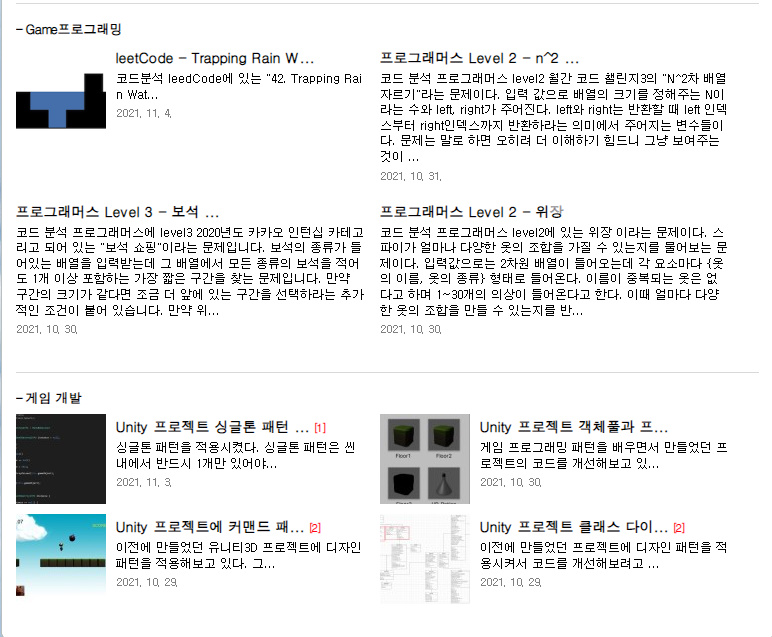 - Game프로그래밍
leetCode - Trapping Rain W...
코드분석 leedCode에 있는 "42. Trapping Rai
n Wat...
2021. 11. 4.
프로그래머스 Level 2 - n^2 ...
코드 분석 프로그래머스 level2 월간 코드 챌린지3의 "N^2차 배열
자르기"라는 문제이다. 입력 값으로 배열의 크기를 정해주는 N이
라는 수와 left, right가 주어진다. left와 right는 반환할 때 left 인덱
스부터 right인덱스까지 반환하라는 의미에서 주어지는 변수들이
다. 문제는 말로 하면 오히려 더 이해하기 힘드니 그냥 보여주는
것이 ...
2021. 10. 31.
프로그래머스 Level 3 - 보석 ...
코드 분석 프로그래머스에 level3 2020년도 카카오 인턴십 카테고
리고 되어 있는 "보석 쇼핑"이라는 문제입니다. 보석의 종류가 들
어있는 배열을 입력받는데 그 배열에서 모든 종류의 보석을 적어
도 1개 이상 포함하는 가장 짧은 구간을 찾는 문제입니다. 만약
구간의 크기가 같다면 조금 더 앞에 있는 구간을 선택하라는 추가
적인 조건이 붙어 있습니다. 만약 위...
2021. 10. 30.
프로그래머스 Level 2 - 위장
코드 분석 프로그래머스 level2에 있는 위장 이라는 문제이다. 스
파이가 얼마나 다양한 옷의 조합을 가질 수 있는지를 물어보는 문
제이다. 입력값으로는 2차원 배열이 들어오는데 각 요소마다 {옷
의 이름, 옷의 종류} 형태로 들어온다. 이름이 중복되는 옷은 없
다고 하며 1~30개의 의상이 들어온다고 한다. 이때 얼마나 다양
한 옷의 조합을 만들 수 있는지를 반...
2021. 10. 30.
- 게임 개발
Unity 프로젝트 싱글톤 패턴 ... [1]
싱글톤 패턴을 적용시켰다. 싱글톤 패턴은 씬
내에서 반드시 1개만 있어야...
2021. 11. 3.
Floor1
Floor2
Unity 프로젝트 객체풀과 프...
게임 프로그래밍 패턴을 배우면서 만들었던 프
로젝트의 코드를 개선해보고 있...
2021. 10. 30.
Unity 프로젝트에 커맨드 패... [2]
이전에 만들었던 유니티3D 프로젝트에 디자인
패턴을 적용해보고 있다. 그...
2021. 10. 29.
Unity 프로젝트 클래스 다이... [2]
이전에 만들었던 프로젝트에 디자인 패턴을 적
용시켜서 코드를 개선해보려고 ...
2021. 10. 29.